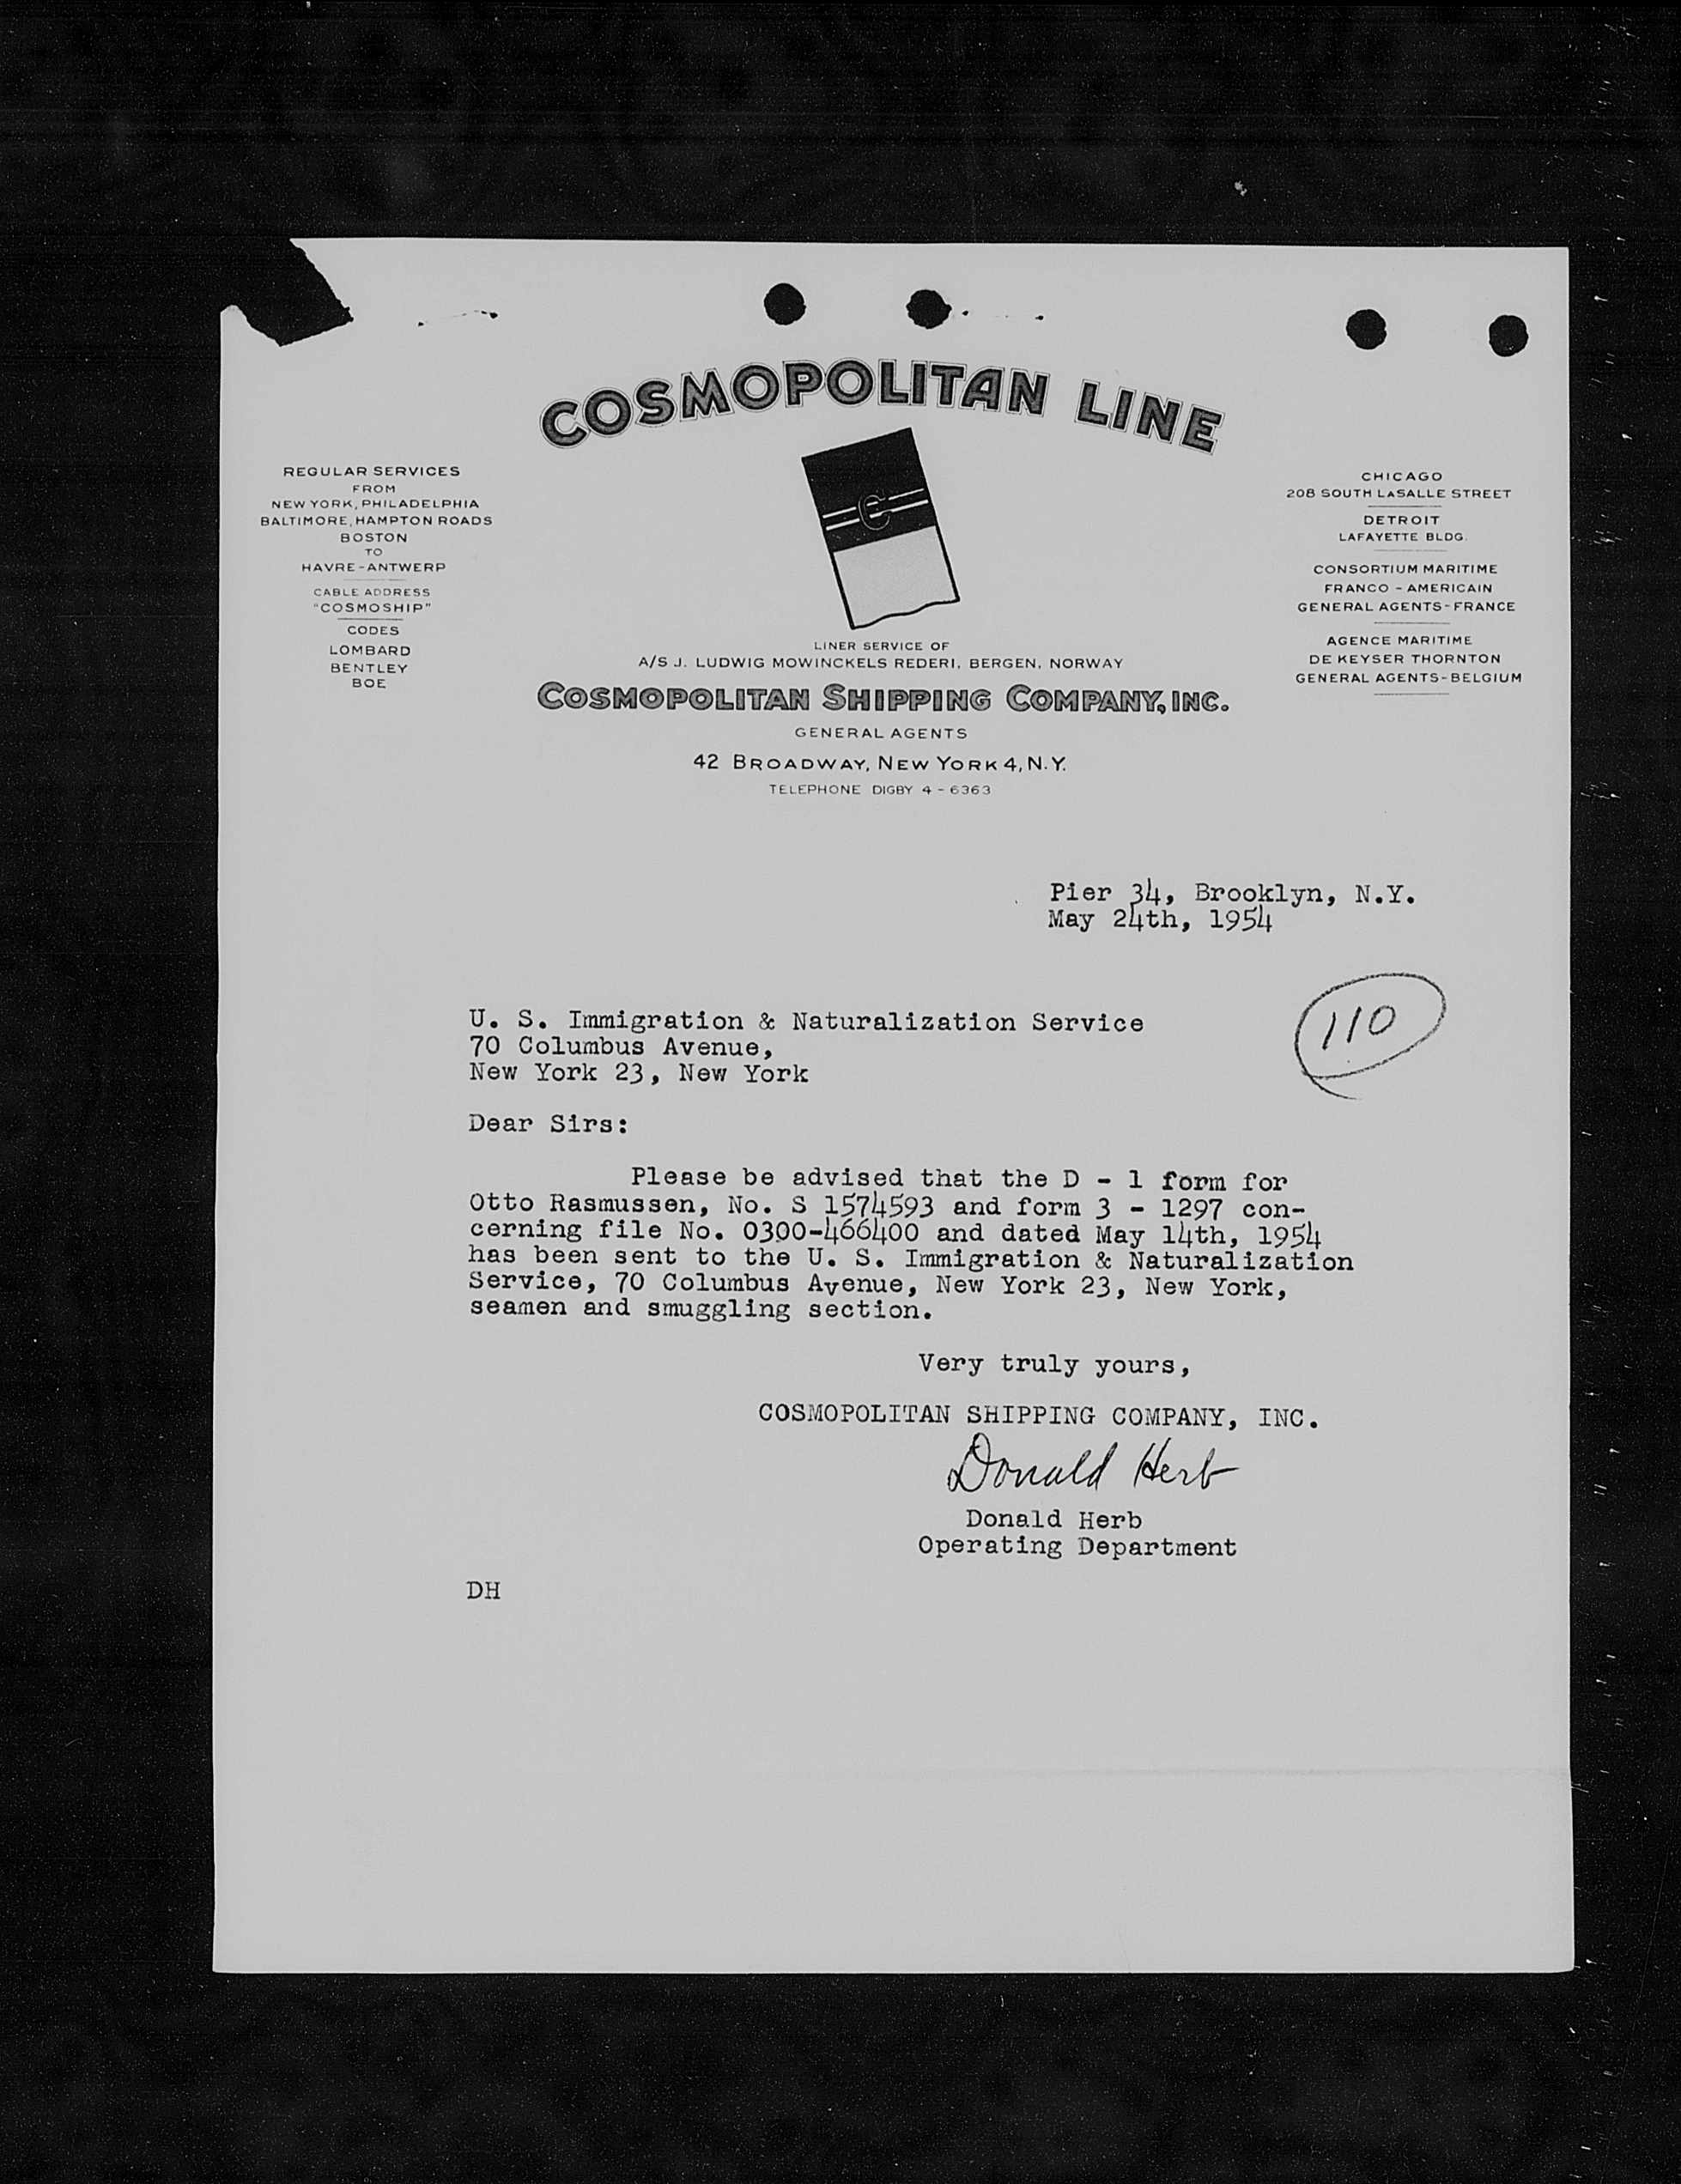 COSMOPOLITAN LINE
C
REGULAR SERVICES
FROM
NEW YORK, PHILADELPHIA
BALTIMORE, HAMPTON ROADS
BOSTON
TO
HAVRE-ANTWERP
CABLE ADDRESS
"COSMOSHIP"
CODES
LOMBARD
BENTLEY
BOE
CHICAGO
208 SOUTH LASALLE STREET
DETROIT
LAFAYETTE BLDG.
CONSORTIUM MARITIME
FRANCO - AMERICAIN
GENERAL AGENTS-FRANCE
AGENCE MARITIME
DE KEYSER THORNTON
GENERAL AGENTS-BELGIUM
LINER SERVICE OF
A/S J. LUDWIG MOWINCKELS REDERI, BERGEN, NORWAY
COSMOPOLITAN SHIPPING COMPANY, INC.
GENERAL AGENTS
42 BROADWAY, NEW YORK 4, N.Y.
TELEPHONE DIGBY 4 - 6363
Pier 34, Brooklyn, N.Y.
May 24th, 1954
110
U. S. Immigration & Naturalization Service
70 Columbus Avenue,
New York 23, New York
Dear Sirs:
Please be advised that the D - 1 form for
Otto Rasmussen, No. S 1574593 and form 3 - 1297 con-
cerning file No. 0300-466400 and dated May 14th, 1954
has been sent to the U. S. Immigration & Naturalization
Service, 70 Columbus Avenue, New York 23, New York,
seamen and smuggling section.
Very truly yours,
COSMOPOLITAN SHIPPING COMPANY, INC.
Donald Herb
Donald Herb
Operating Department
DH